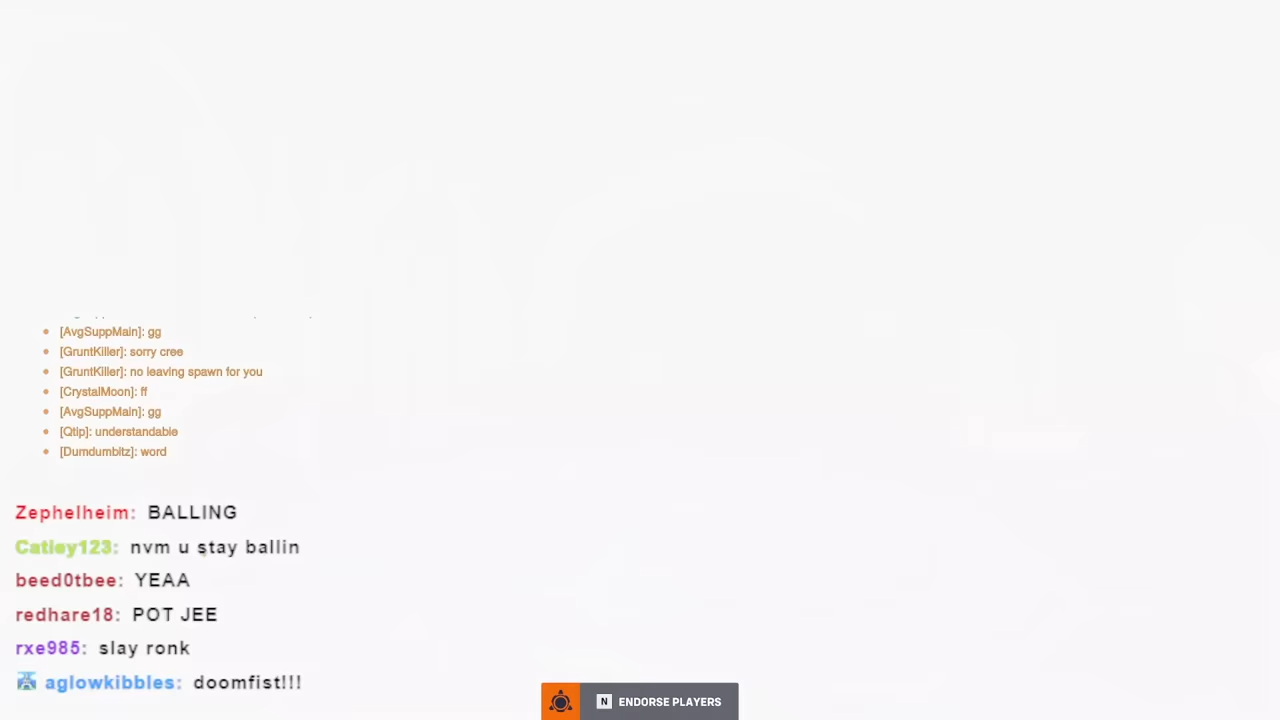 [AvgSuppMain]: gg
[GruntKiller]: sorry cree
[GruntKiller]: no leaving spawn for you
[CrystalMoon]: ff
[AvgSuppMain]: gg
[Qtip]: understandable
[Dumdumbitz]: word
Zephelheim: BALLING
Catley123: nvm u stay ballin
beed0tbee: YEAA
redhare18: POT JEE
rxe985: slay ronk
aglowkibbles: doomfist!!!
N ENDORSE PLAYERS